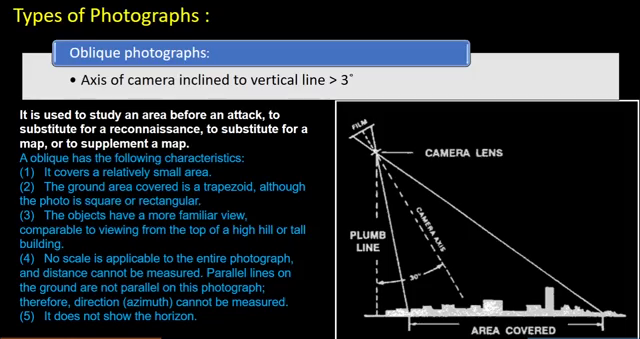 Types of Photographs :
Oblique photographs:
• Axis of camera inclined to vertical line > 3˚
It is used to study an area before an attack, to
substitute for a reconnaissance, to substitute for a
map, or to supplement a map.
A oblique has the following characteristics:
(1) It covers a relatively small area.
(2) The ground area covered is a trapezoid, although
the photo is square or rectangular.
(3) The objects have a more familiar view,
comparable to viewing from the top of a high hill or tall
building.
(4) No scale is applicable to the entire photograph,
and distance cannot be measured. Parallel lines on
the ground are not parallel on this photograph;
therefore, direction (azimuth) cannot be measured.
(5) It does not show the horizon.
FILM
CAMERA LENS
CAMERA AXIS
PLUMB
LINE
30°
AREA COVERED